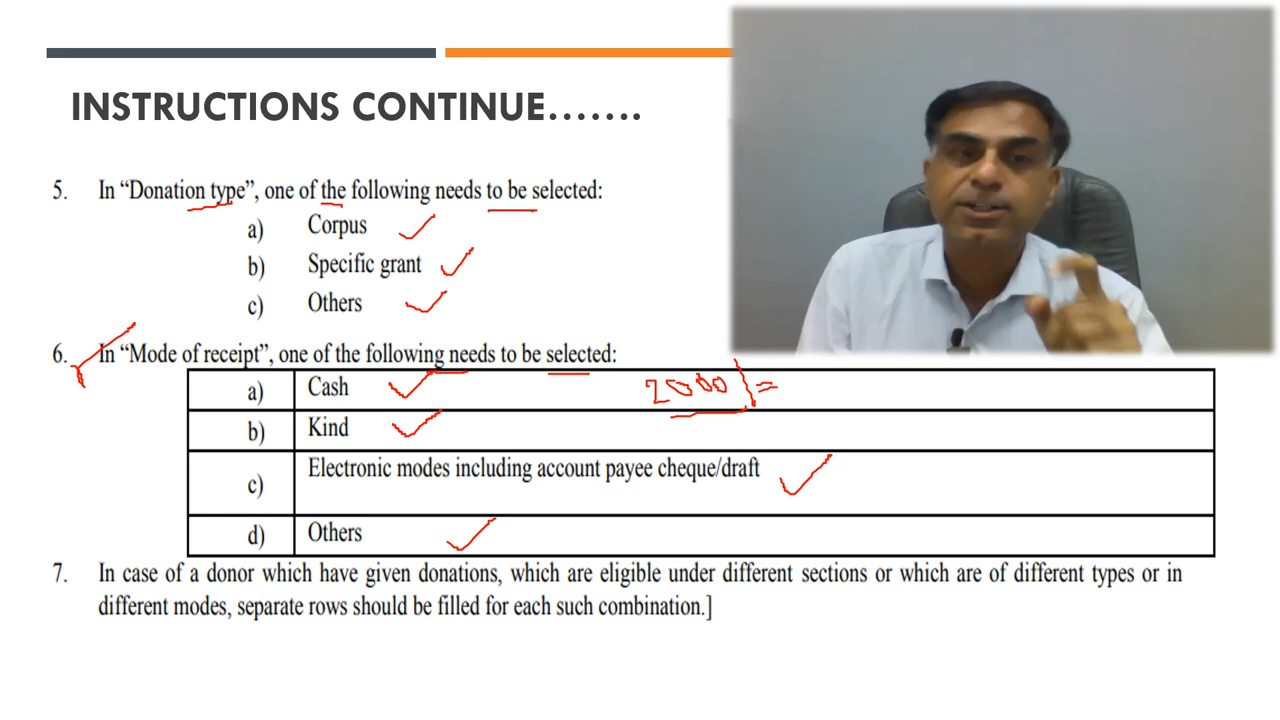 INSTRUCTIONS CONTINUE…….
5. In “Donation type”, one of the following needs to be selected:
a) Corpus
b) Specific grant
c) Others
6. In “Mode of receipt”, one of the following needs to be selected:
a) Cash 2000/=
b) Kind
c) Electronic modes including account payee cheque/draft
d) Others
7. In case of a donor which have given donations, which are eligible under different sections or which are of different types or in
different modes, separate rows should be filled for each such combination.]